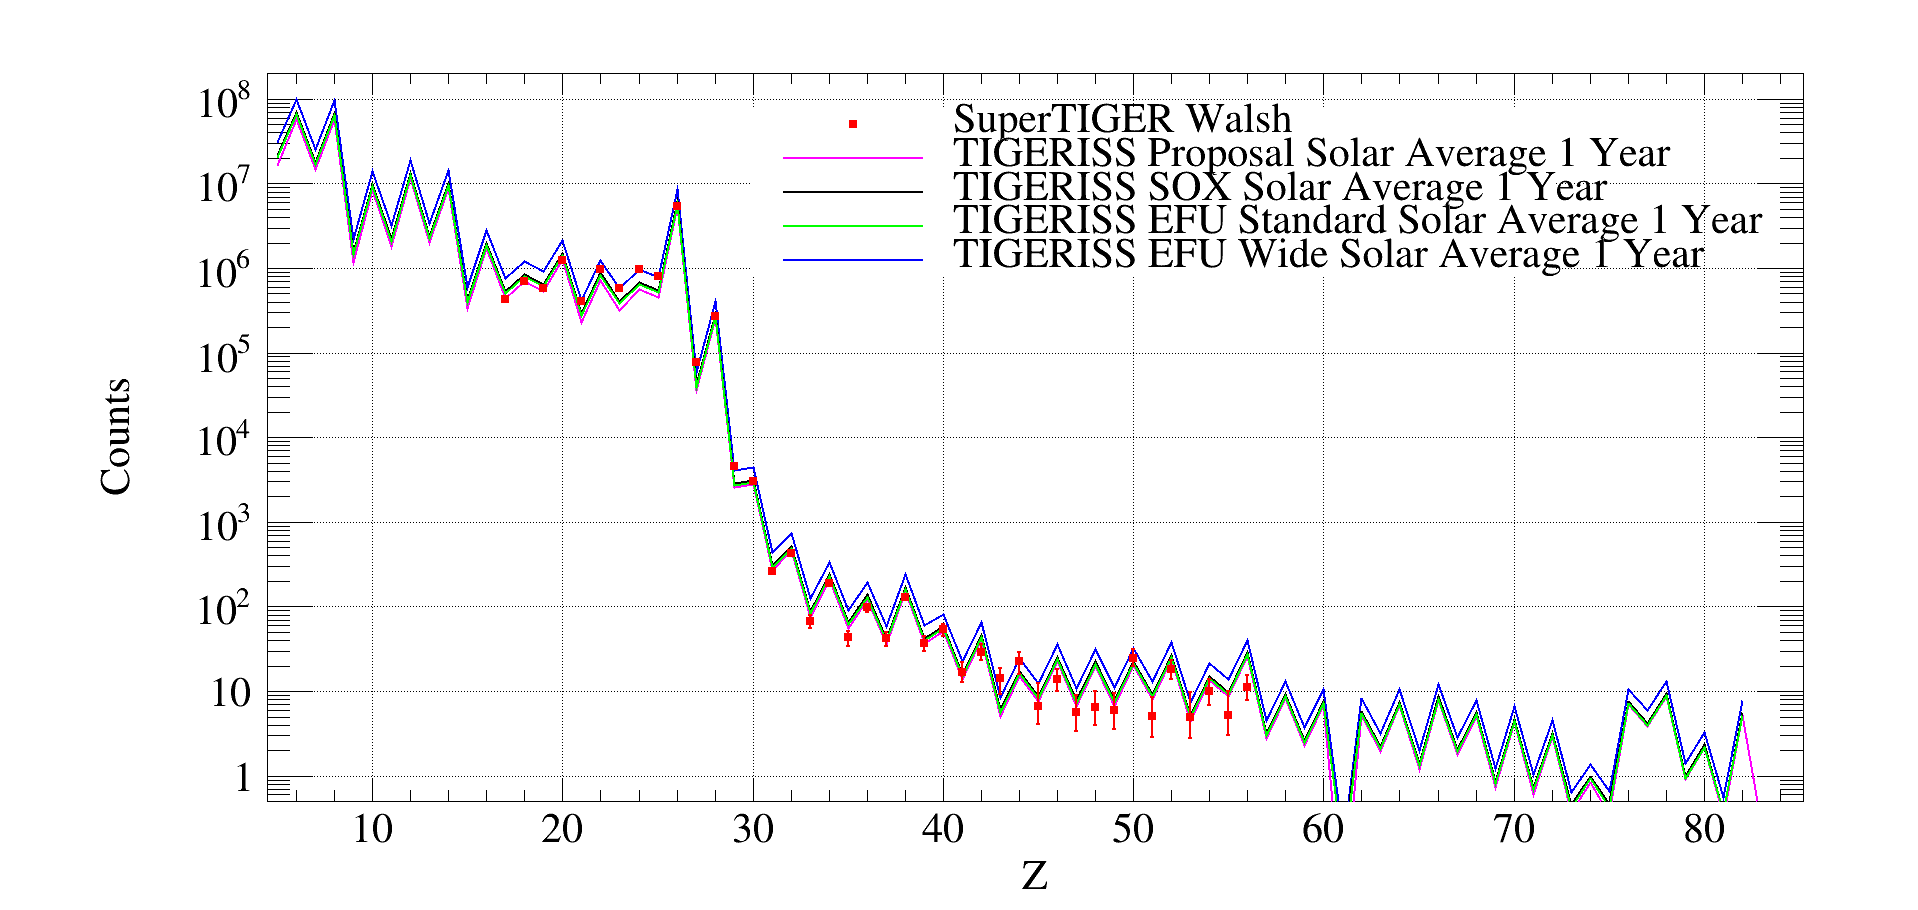 SuperTIGER Walsh
TIGERISS Proposal Solar Average 1 Year
TIGERISS SOX Solar Average 1 Year
TIGERISS EFU Standard Solar Average 1 Year
TIGERISS EFU Wide Solar Average 1 Year
10^8
10^7
10^6
10^5
10^4
10^3
10^2
10
1
Counts
10 20 30 40 50 60 70 80
Z